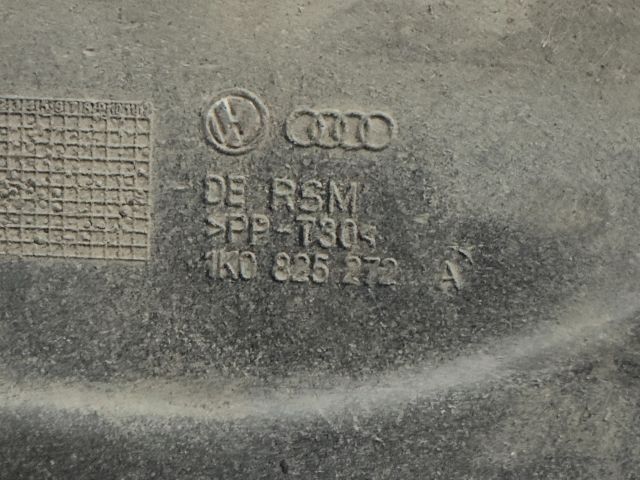 DE RSM
>PP-T30<
1K0 825 272 A